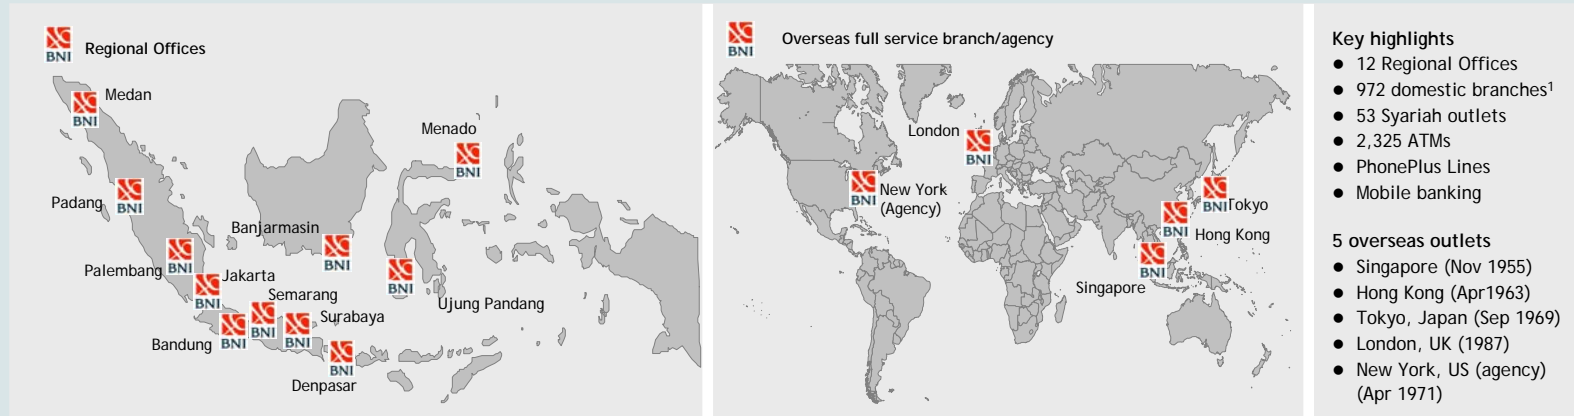 BNI
Regional Offices
BNI
Medan
BNI
Menado
BNI
Padang
BNI
Banjarmasin
BNI
Palembang
BNI
Jakarta
BNI
Semarang
BNI
Ujung Pandang
BNI
Surabaya
BNI
Bandung
BNI
BNI
Denpasar
BNI
Overseas full service branch/agency
London
BNI
New York
(Agency)
BNI
Tokyo
BNI
Hong Kong
BNI
Singapore
BNI
Key highlights
● 12 Regional Offices
● 972 domestic branches¹
● 53 Syariah outlets
● 2,325 ATMs
● PhonePlus Lines
● Mobile banking
5 overseas outlets
● Singapore (Nov 1955)
● Hong Kong (Apr1963)
● Tokyo, Japan (Sep 1969)
● London, UK (1987)
● New York, US (agency)
(Apr 1971)